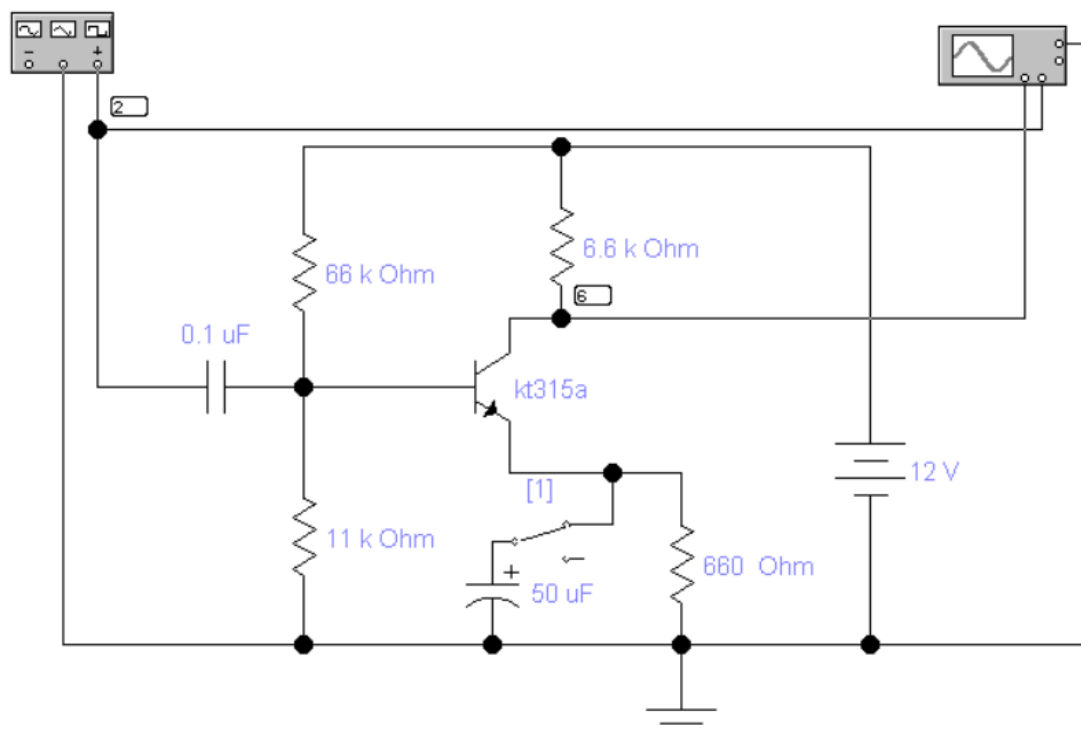 - +
2
66 k Ohm
6.6 k Ohm
6
0.1 uF
kt315a
[1]
12 V
11 k Ohm
+
50 uF
660 Ohm